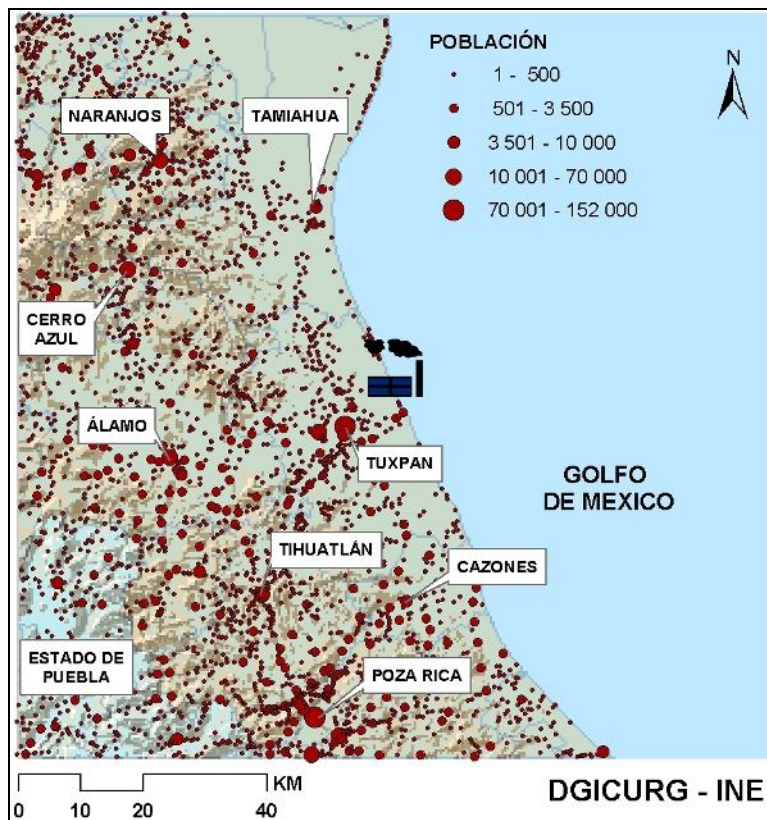 POBLACIÓN
1 - 500
501 - 3 500
3 501 - 10 000
10 001 - 70 000
70 001 - 152 000
N
NARANJOS
TAMIAHUA
CERRO
AZUL
ÁLAMO
TUXPAN
GOLFO
DE MEXICO
TIHUATLÁN
CAZONES
ESTADO DE
PUEBLA
POZA RICA
KM
0 10 20 40
DGICURG - INE